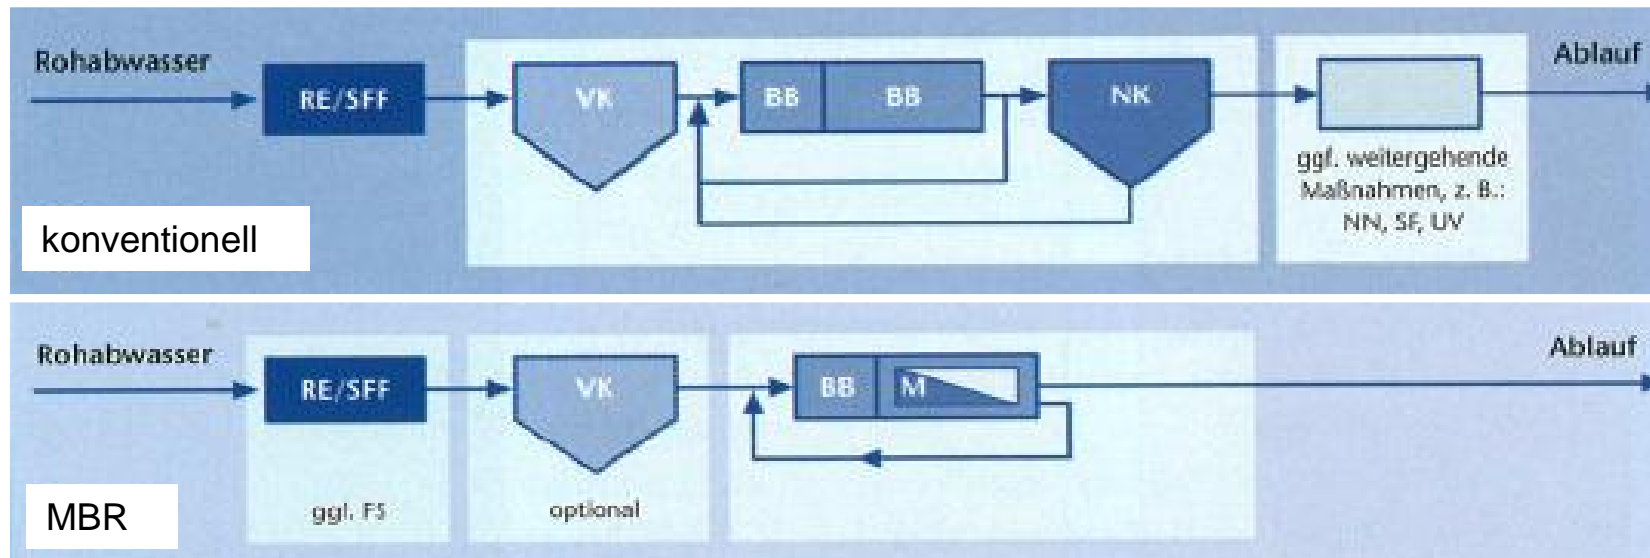 Rohabwasser
Ablauf
RE/SFF
VK
BB
BB
NK
ggf. weitergehende
Maßnahmen, z. B.:
NN, SF, UV
konventionell
Rohabwasser
Ablauf
RE/SFF
VK
BB
M
ggf. FS
optional
MBR